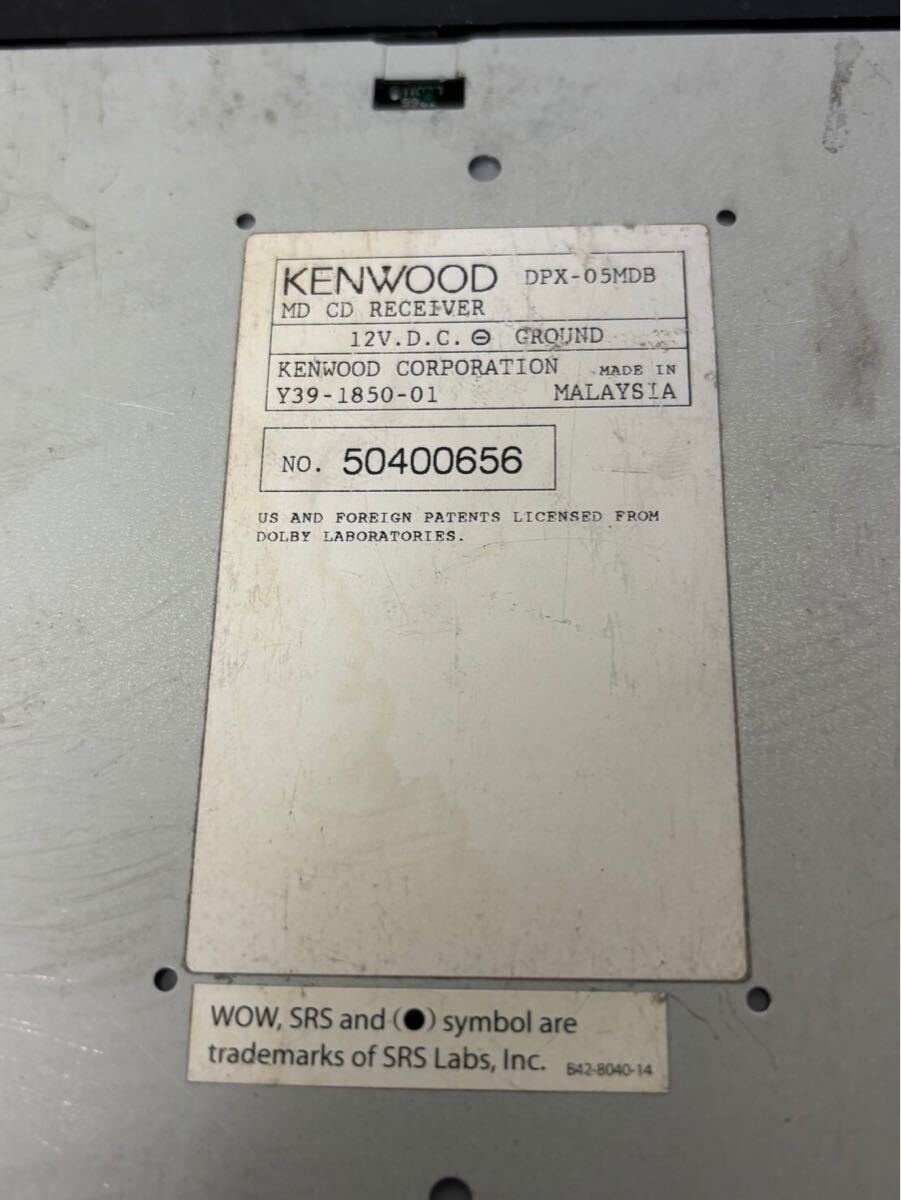 KENWOOD DPX-05MDB
MD CD RECEIVER
12V.D.C. ⊖ GROUND
KENWOOD CORPORATION MADE IN
Y39-1850-01 MALAYSIA
NO. 50400656
US AND FOREIGN PATENTS LICENSED FROM
DOLBY LABORATORIES.
WOW, SRS and (●) symbol are
trademarks of SRS Labs, Inc. B42-8040-14